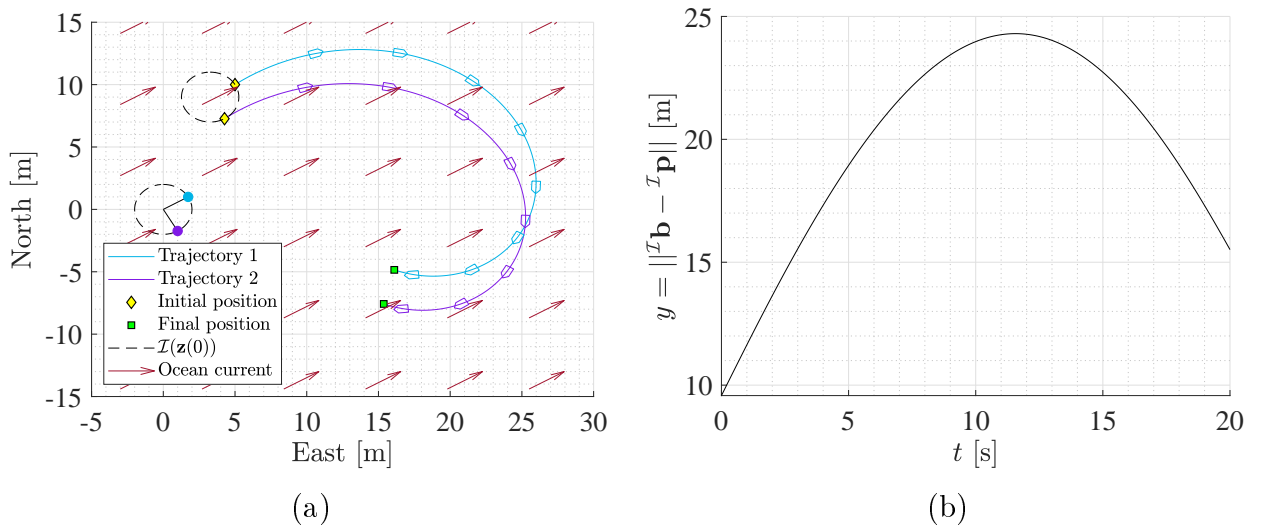 15
10
5
0
-5
-10
-15
North [m]
-5
0
5
10
15
20
25
30
East [m]
Trajectory 1
Trajectory 2
Initial position
Final position
ℐ(𝐳(0))
Ocean current
(a)
25
20
15
10
y = ||ᴵ𝐛 − ᴵ𝐩|| [m]
0
5
10
15
20
t [s]
(b)